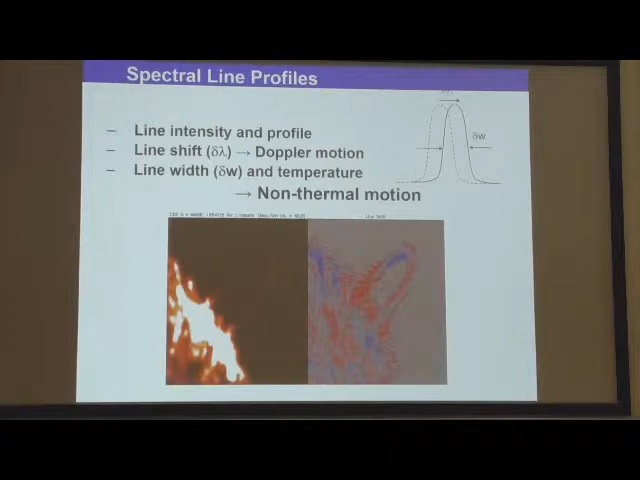 Spectral Line Profiles
– Line intensity and profile
– Line shift (δλ) → Doppler motion
– Line width (δw) and temperature
→ Non-thermal motion
δw